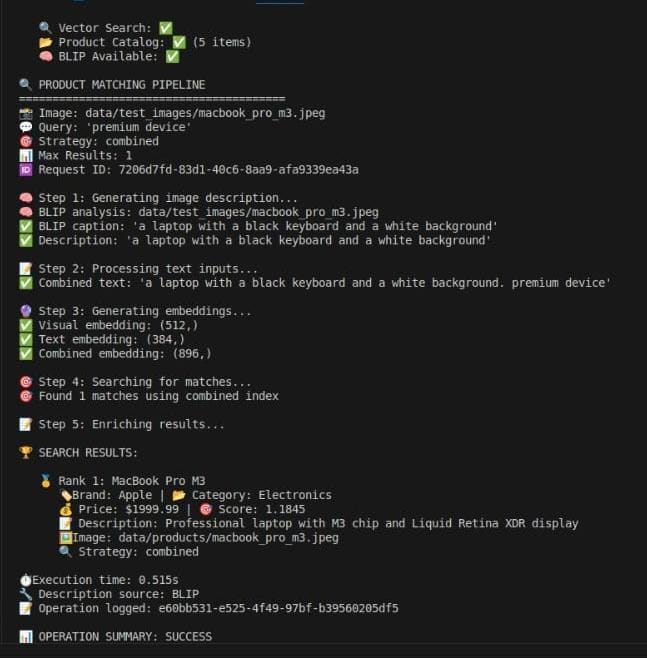 🔍 Vector Search: ✅
📂 Product Catalog: ✅ (5 items)
🧠 BLIP Available: ✅
🔍 PRODUCT MATCHING PIPELINE
========================================
📸 Image: data/test_images/macbook_pro_m3.jpeg
💬 Query: 'premium device'
🎯 Strategy: combined
📊 Max Results: 1
🆔 Request ID: 7206d7fd-83d1-40c6-8aa9-afa9339ea43a
🧠 Step 1: Generating image description...
🧠 BLIP analysis: data/test_images/macbook_pro_m3.jpeg
✅ BLIP caption: 'a laptop with a black keyboard and a white background'
✅ Description: 'a laptop with a black keyboard and a white background'
📝 Step 2: Processing text inputs...
✅ Combined text: 'a laptop with a black keyboard and a white background. premium device'
🔮 Step 3: Generating embeddings...
✅ Visual embedding: (512,)
✅ Text embedding: (384,)
✅ Combined embedding: (896,)
🎯 Step 4: Searching for matches...
🎯 Found 1 matches using combined index
📝 Step 5: Enriching results...
🏆 SEARCH RESULTS:
🥇 Rank 1: MacBook Pro M3
🏷️Brand: Apple | 📂 Category: Electronics
💰 Price: $1999.99 | 🎯 Score: 1.1845
📝 Description: Professional laptop with M3 chip and Liquid Retina XDR display
🖼️Image: data/products/macbook_pro_m3.jpeg
🔍 Strategy: combined
⏱️Execution time: 0.515s
🔧 Description source: BLIP
📝 Operation logged: e60bb531-e525-4f49-97bf-b39560205df5
📊 OPERATION SUMMARY: SUCCESS